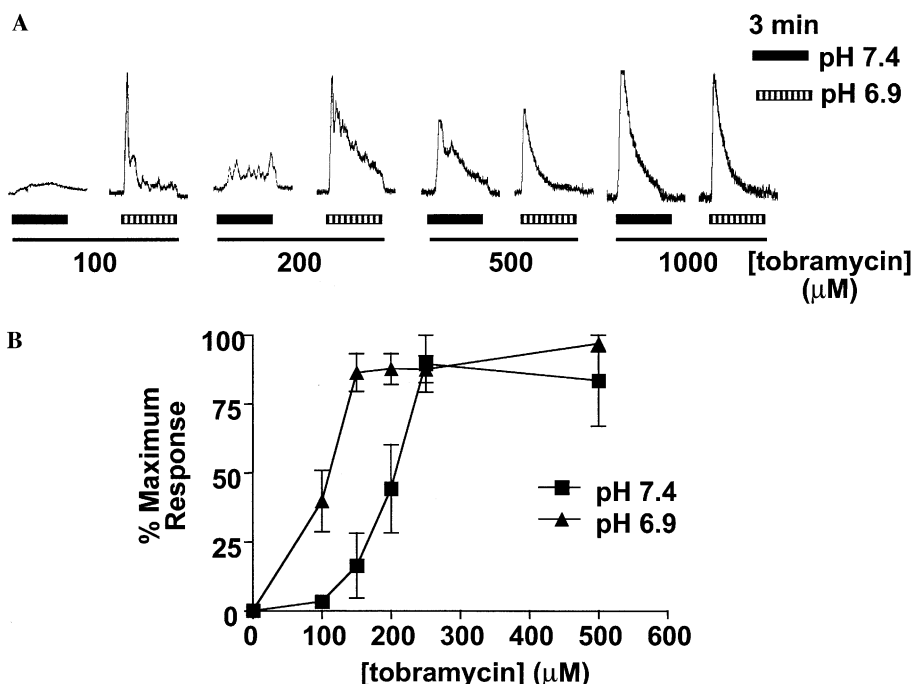 A
3 min
pH 7.4
pH 6.9
100 200 500 1000 [tobramycin]
(μM)
B
% Maximum
Response
100
75
50
25
0
pH 7.4
pH 6.9
0 100 200 300 400 500 600
[tobramycin] (μM)